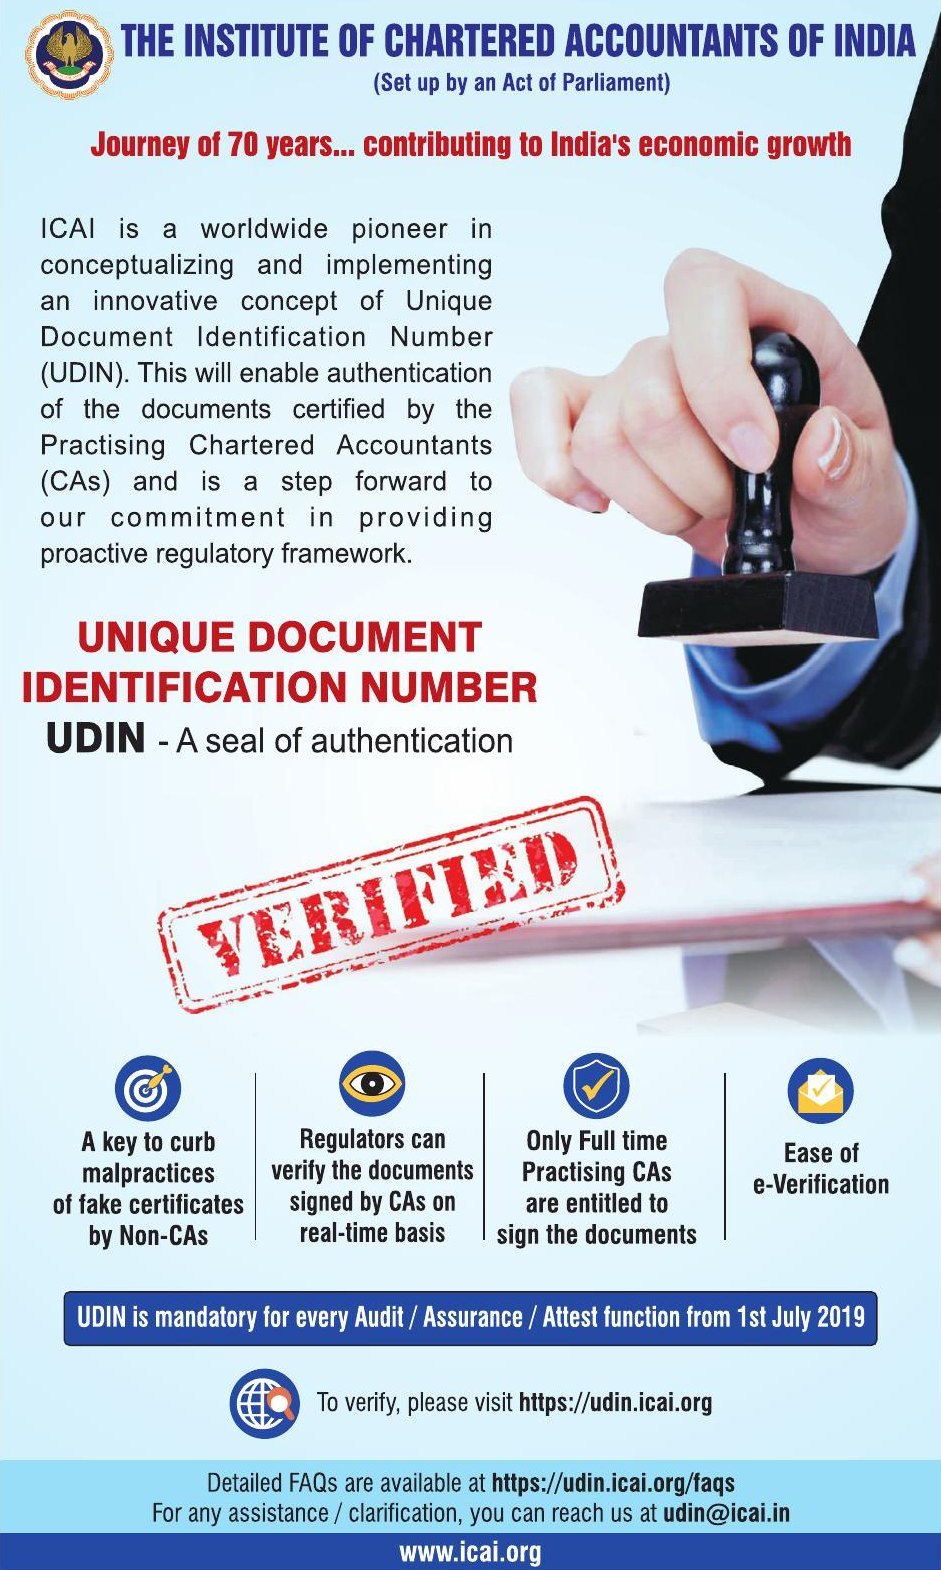 THE INSTITUTE OF CHARTERED ACCOUNTANTS OF INDIA
(Set up by an Act of Parliament)
Journey of 70 years... contributing to India's economic growth
ICAI is a worldwide pioneer in
conceptualizing and implementing
an innovative concept of Unique
Document Identification Number
(UDIN). This will enable authentication
of the documents certified by the
Practising Chartered Accountants
(CAs) and is a step forward to
our commitment in providing
proactive regulatory framework.
UNIQUE DOCUMENT
IDENTIFICATION NUMBER
UDIN - A seal of authentication
VERIFIED
A key to curb
malpractices
of fake certificates
by Non-CAs
Regulators can
verify the documents
signed by CAs on
real-time basis
Only Full time
Practising CAs
are entitled to
sign the documents
Ease of
e-Verification
UDIN is mandatory for every Audit / Assurance / Attest function from 1st July 2019
To verify, please visit https://udin.icai.org
Detailed FAQs are available at https://udin.icai.org/faqs
For any assistance / clarification, you can reach us at udin@icai.in
www.icai.org